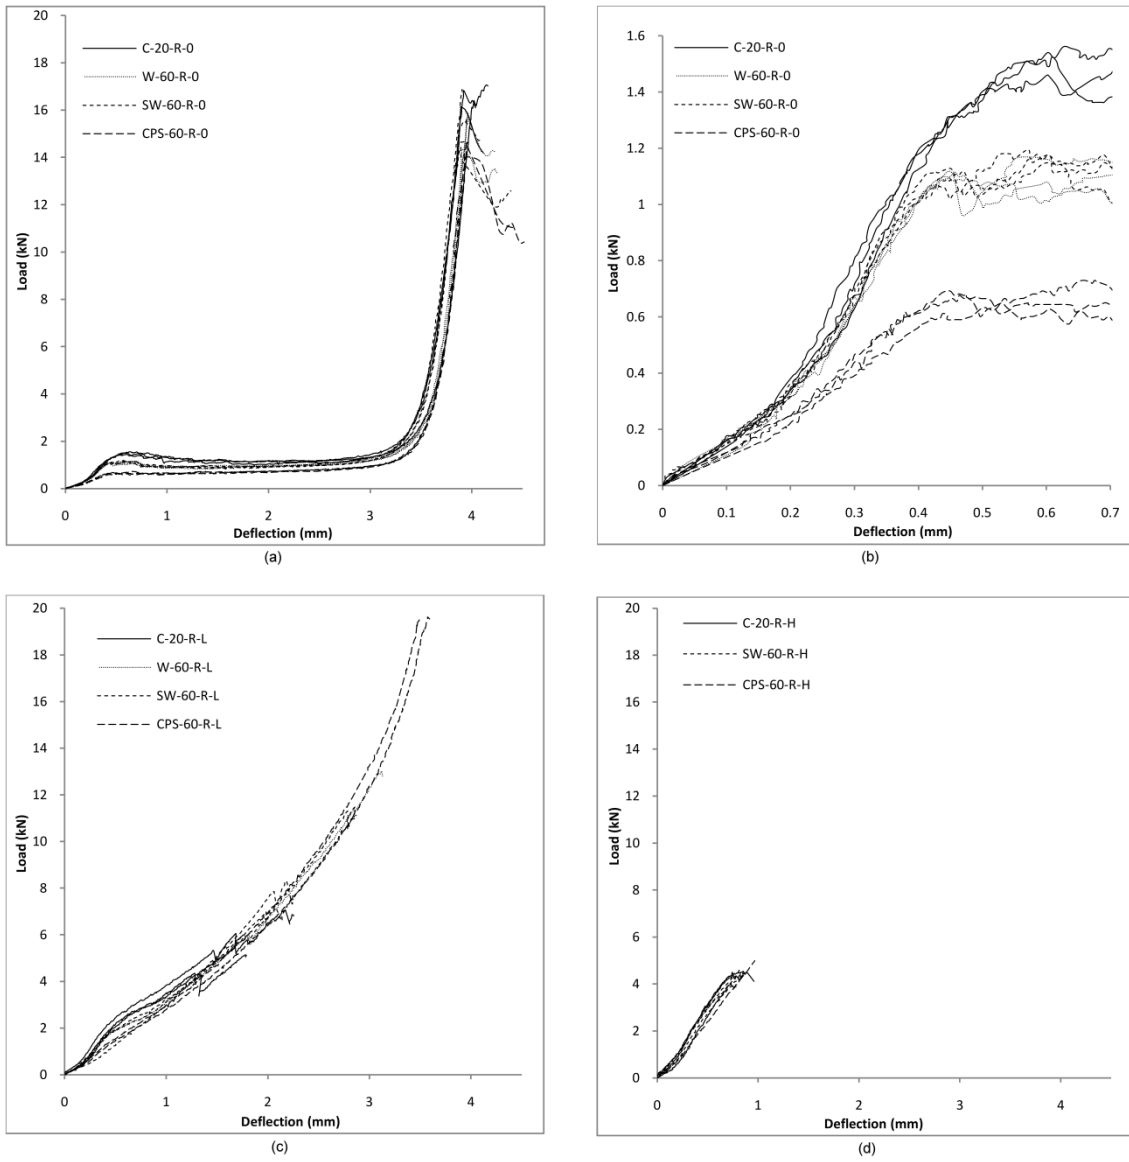 20
18
16
14
12
10
8
6
4
2
0
Load (kN)
C-20-R-0
W-60-R-0
SW-60-R-0
CPS-60-R-0
0 1 2 3 4
Deflection (mm)
(a)
1.6
1.4
1.2
1
0.8
0.6
0.4
0.2
0
Load (kN)
C-20-R-0
W-60-R-0
SW-60-R-0
CPS-60-R-0
0 0.1 0.2 0.3 0.4 0.5 0.6 0.7
Deflection (mm)
(b)
20
18
16
14
12
10
8
6
4
2
0
Load (kN)
C-20-R-L
W-60-R-L
SW-60-R-L
CPS-60-R-L
0 1 2 3 4
Deflection (mm)
(c)
20
18
16
14
12
10
8
6
4
2
0
Load (kN)
C-20-R-H
SW-60-R-H
CPS-60-R-H
0 1 2 3 4
Deflection (mm)
(d)